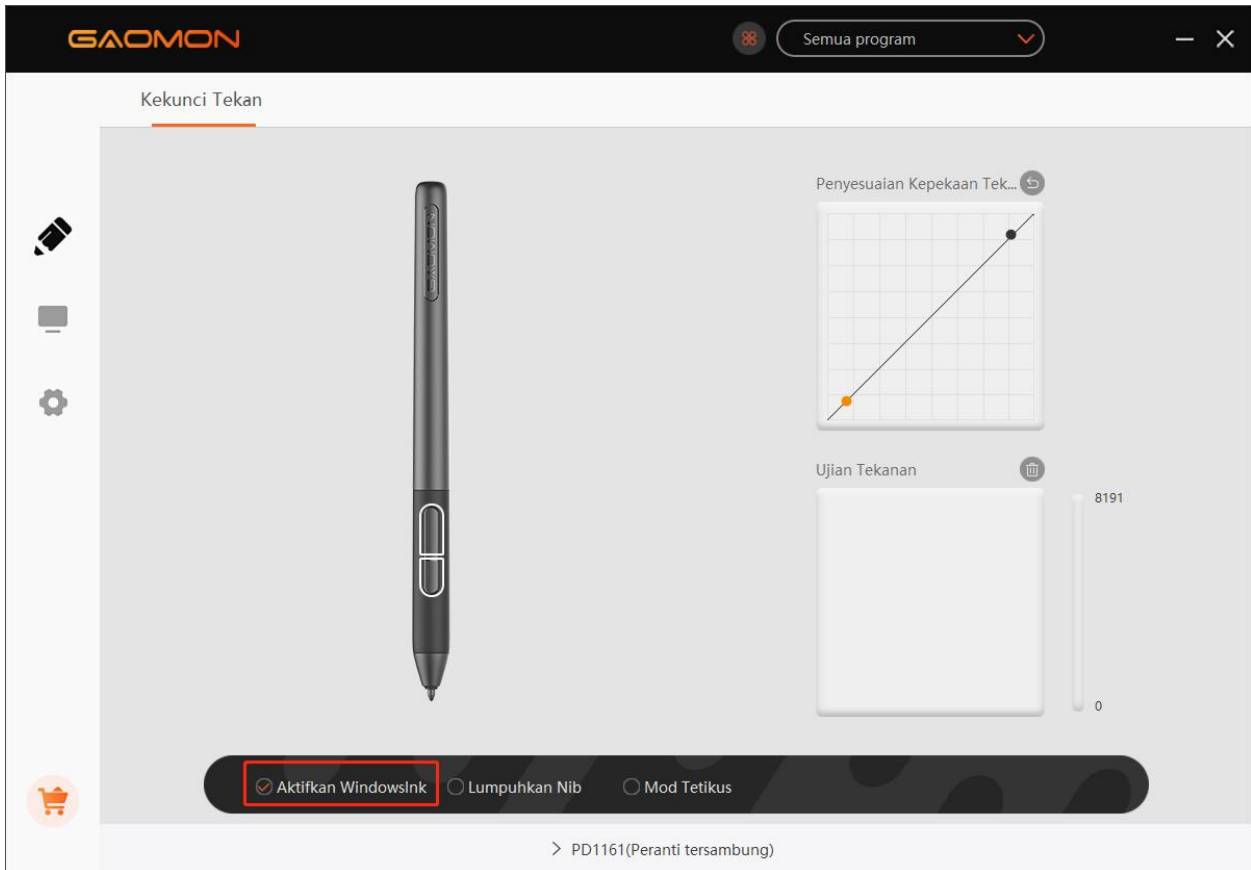 GAOMON
Semua program
Kekunci Tekan
Penyesuaian Kepekaan Tek...
GAOMON
Ujian Tekanan
8191
0
Aktifkan WindowsInk
Lumpuhkan Nib
Mod Tetikus
> PD1161(Peranti tersambung)